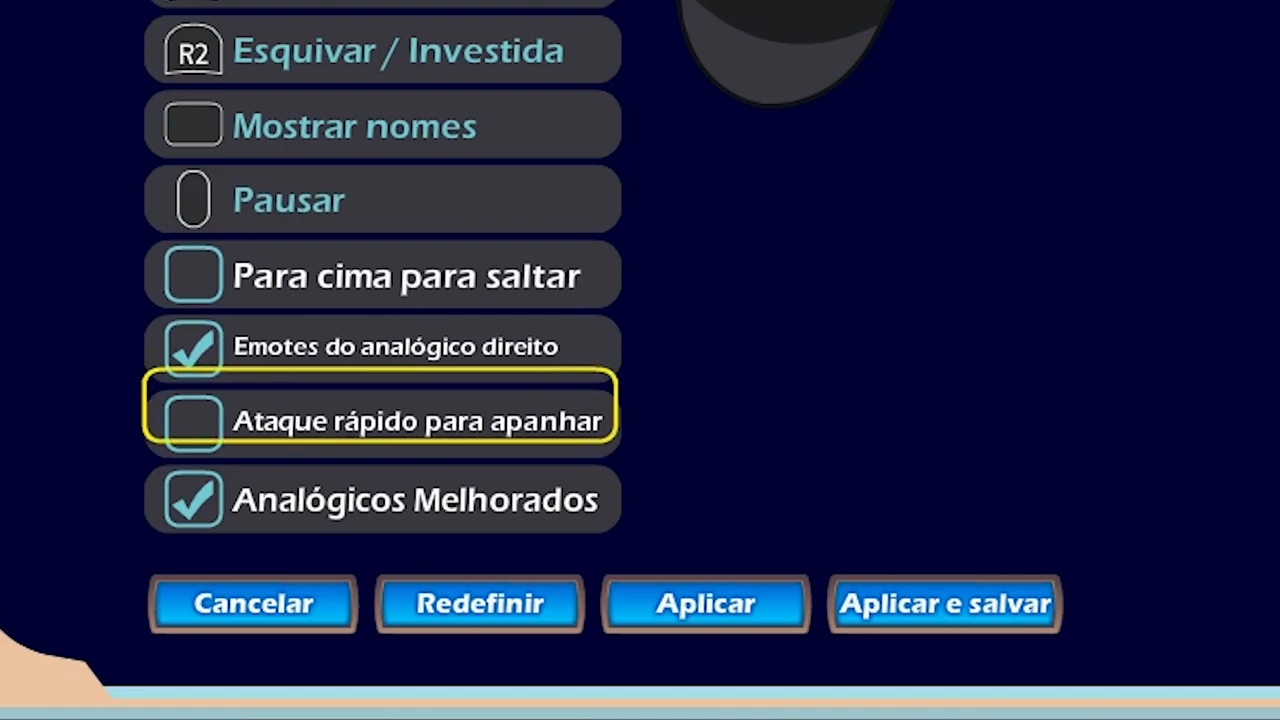 R2 Esquivar / Investida
Mostrar nomes
Pausar
Para cima para saltar
Emotes do analógico direito
Ataque rápido para apanhar
Analógicos Melhorados
Cancelar Redefinir Aplicar Aplicar e salvar